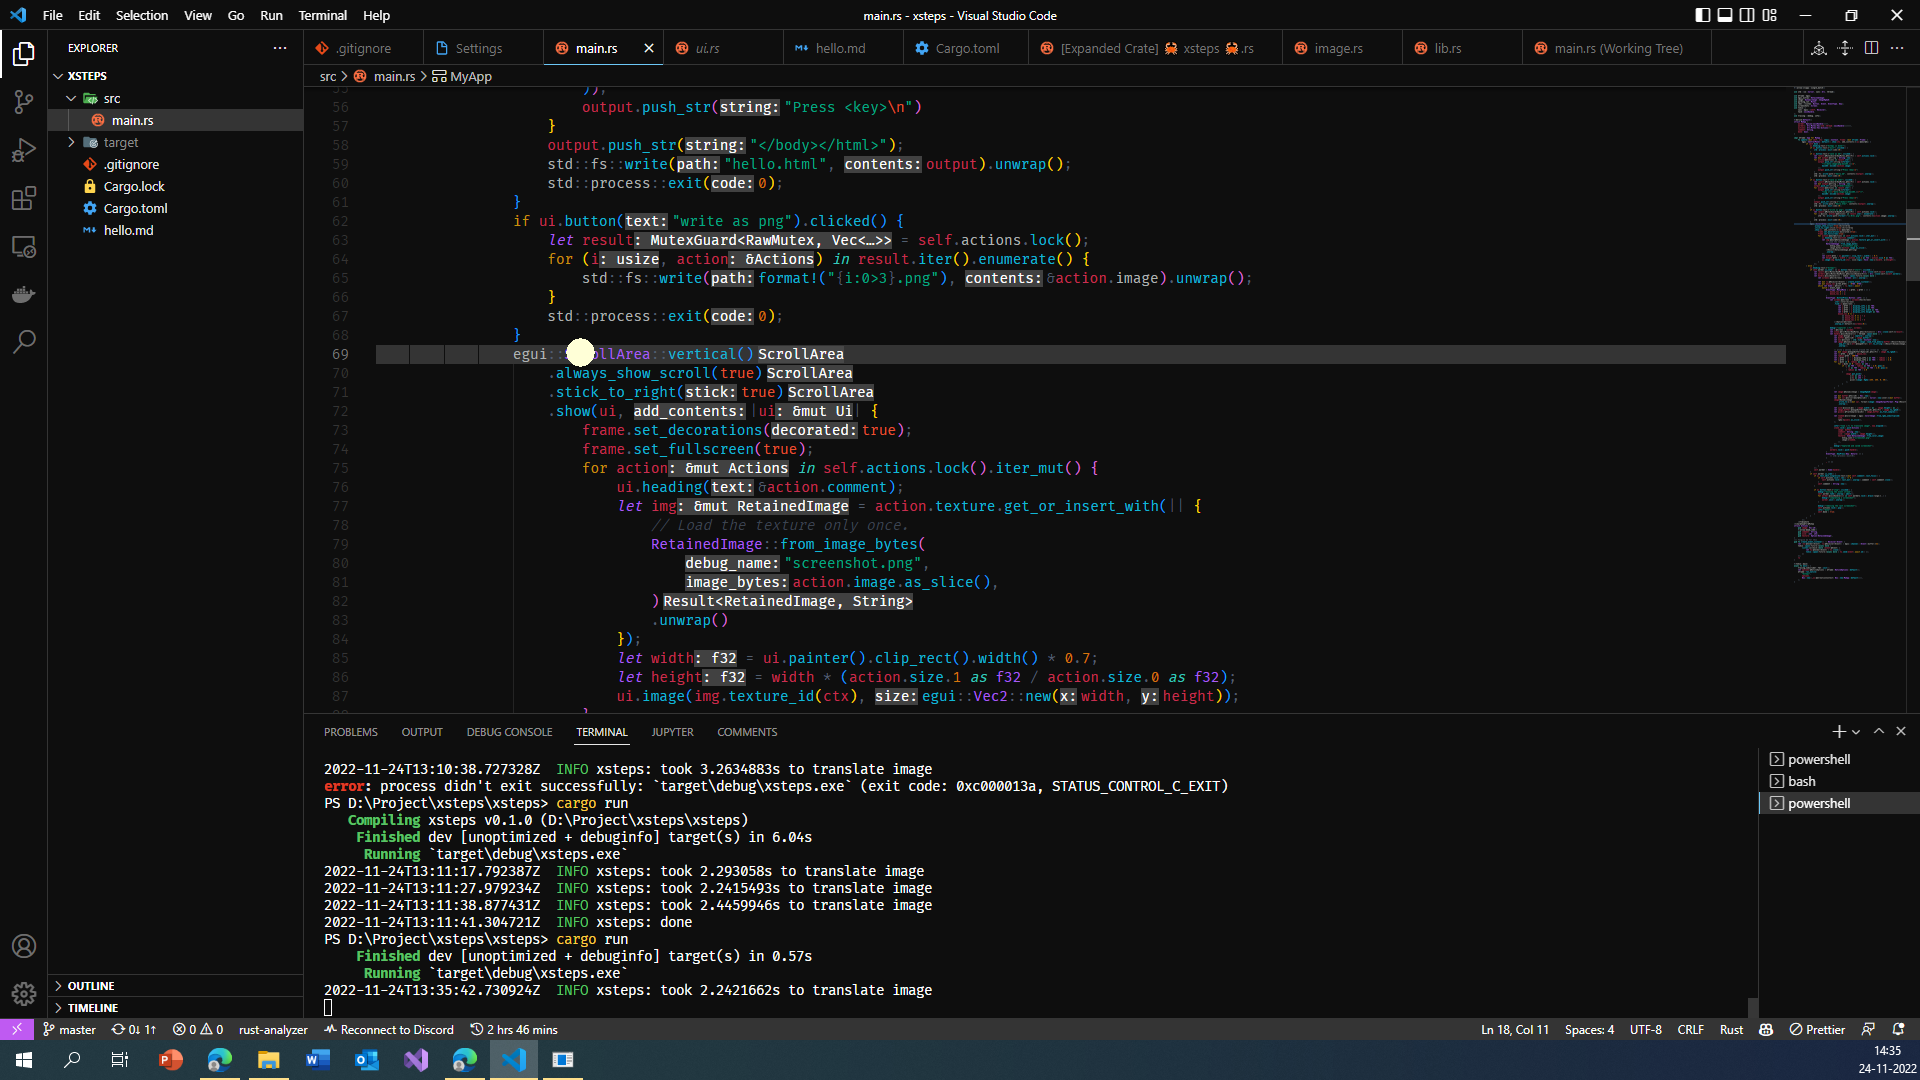 File Edit Selection View Go Run Terminal Help
main.rs - xsteps - Visual Studio Code
EXPLORER
.gitignore Settings main.rs ui.rs hello.md Cargo.toml [Expanded Crate] 🦀 xsteps 🦀.rs image.rs lib.rs main.rs (Working Tree)
XSTEPS
src
main.rs
target
.gitignore
Cargo.lock
Cargo.toml
hello.md
OUTLINE
TIMELINE
src > main.rs > MyApp
56 output.push_str(string: "Press <key>\n")
57 }
58 output.push_str(string: "</body></html>");
59 std::fs::write(path: "hello.html", contents: output).unwrap();
60 std::process::exit(code: 0);
61 }
62 if ui.button(text: "write as png").clicked() {
63 let result: MutexGuard<RawMutex, Vec<…>> = self.actions.lock();
64 for (i: usize, action: &Actions) in result.iter().enumerate() {
65 std::fs::write(path: format!("{i:0>3}.png"), contents: &action.image).unwrap();
66 }
67 std::process::exit(code: 0);
68 }
69 egui:: ollArea::vertical() ScrollArea
70 .always_show_scroll(true) ScrollArea
71 .stick_to_right(stick: true) ScrollArea
72 .show(ui, add_contents: |ui: &mut Ui| {
73 frame.set_decorations(decorated: true);
74 frame.set_fullscreen(true);
75 for action: &mut Actions in self.actions.lock().iter_mut() {
76 ui.heading(text: &action.comment);
77 let img: &mut RetainedImage = action.texture.get_or_insert_with(|| {
78 // Load the texture only once.
79 RetainedImage::from_image_bytes(
80 debug_name: "screenshot.png",
81 image_bytes: action.image.as_slice(),
82 ) Result<RetainedImage, String>
83 .unwrap()
84 });
85 let width: f32 = ui.painter().clip_rect().width() * 0.7;
86 let height: f32 = width * (action.size.1 as f32 / action.size.0 as f32);
87 ui.image(img.texture_id(ctx), size: egui::Vec2::new(x: width, y: height));
PROBLEMS OUTPUT DEBUG CONSOLE TERMINAL JUPYTER COMMENTS
2022-11-24T13:10:38.727328Z INFO xsteps: took 3.2634883s to translate image
error: process didn't exit successfully: `target\debug\xsteps.exe` (exit code: 0xc000013a, STATUS_CONTROL_C_EXIT)
PS D:\Project\xsteps\xsteps> cargo run
Compiling xsteps v0.1.0 (D:\Project\xsteps\xsteps)
Finished dev [unoptimized + debuginfo] target(s) in 6.04s
Running `target\debug\xsteps.exe`
2022-11-24T13:11:17.792387Z INFO xsteps: took 2.293058s to translate image
2022-11-24T13:11:27.979234Z INFO xsteps: took 2.2415493s to translate image
2022-11-24T13:11:38.877431Z INFO xsteps: took 2.4459946s to translate image
2022-11-24T13:11:41.304721Z INFO xsteps: done
PS D:\Project\xsteps\xsteps> cargo run
Finished dev [unoptimized + debuginfo] target(s) in 0.57s
Running `target\debug\xsteps.exe`
2022-11-24T13:35:42.730924Z INFO xsteps: took 2.2421662s to translate image
powershell
bash
powershell
master 0↓ 1↑ 0 0 rust-analyzer Reconnect to Discord 2 hrs 46 mins
Ln 18, Col 11 Spaces: 4 UTF-8 CRLF Rust Prettier
14:35
24-11-2022